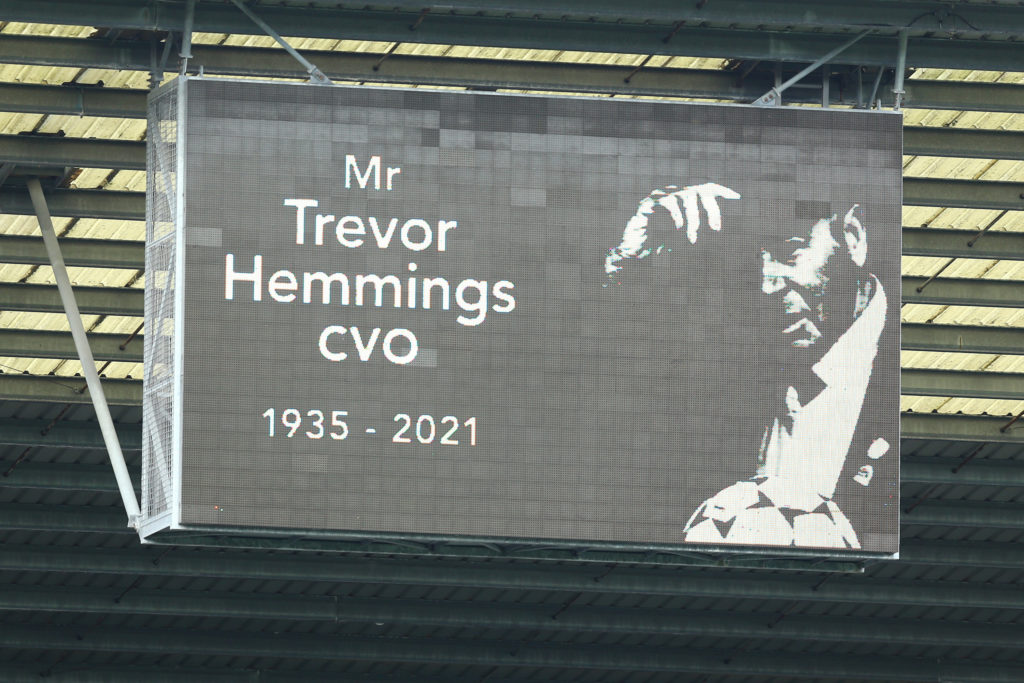 Mr
Trevor
Hemmings
CVO
1935 - 2021